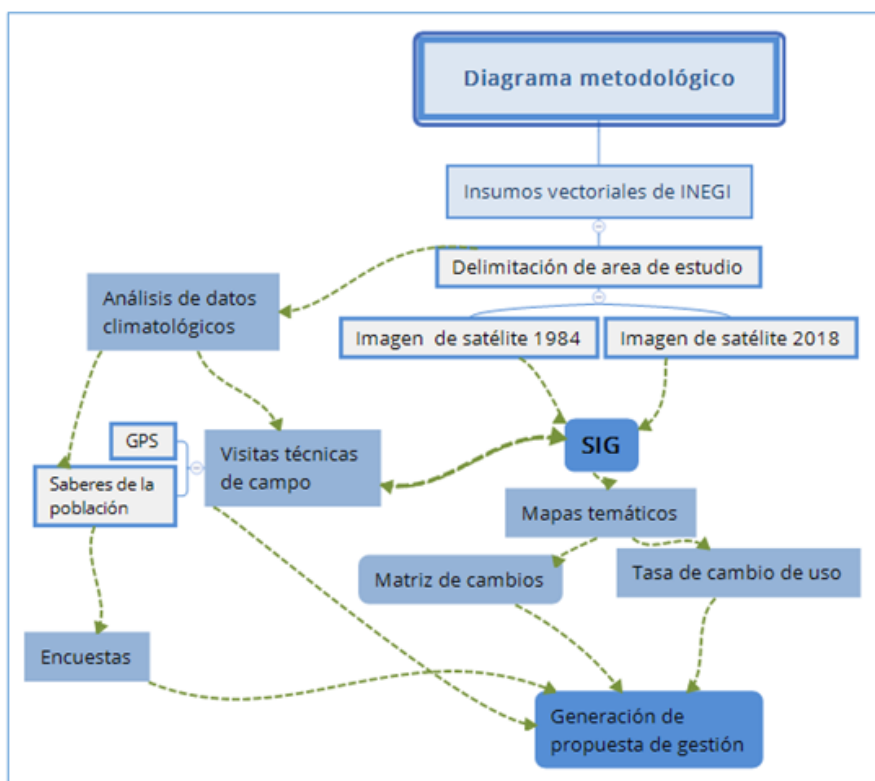 Diagrama metodológico
Insumos vectoriales de INEGI
Delimitación de area de estudio
Análisis de datos
climatológicos
Imagen de satélite 1984
Imagen de satélite 2018
SIG
GPS
Visitas técnicas
de campo
Saberes de la
población
Mapas temáticos
Matriz de cambios
Tasa de cambio de uso
Encuestas
Generación de
propuesta de gestión